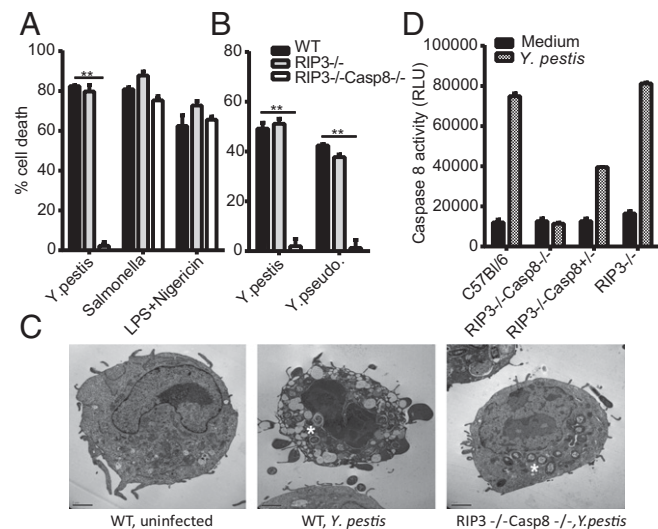 A
% cell death
100
80
60
40
20
0
**
Y.pestis
Salmonella
LPS+Nigericin
B
80
60
40
20
0
WT
RIP3-/-
RIP3-/-Casp8-/-
**
**
Y.pestis
Y.pseudo.
D
Caspase 8 activity (RLU)
100000
80000
60000
40000
20000
0
Medium
Y. pestis
C57Bl/6
RIP3-/-Casp8-/-
RIP3-/-Casp8+/-
RIP3-/-
C
*
*
WT, uninfected
WT, Y. pestis
RIP3 -/-Casp8 -/-,Y.pestis